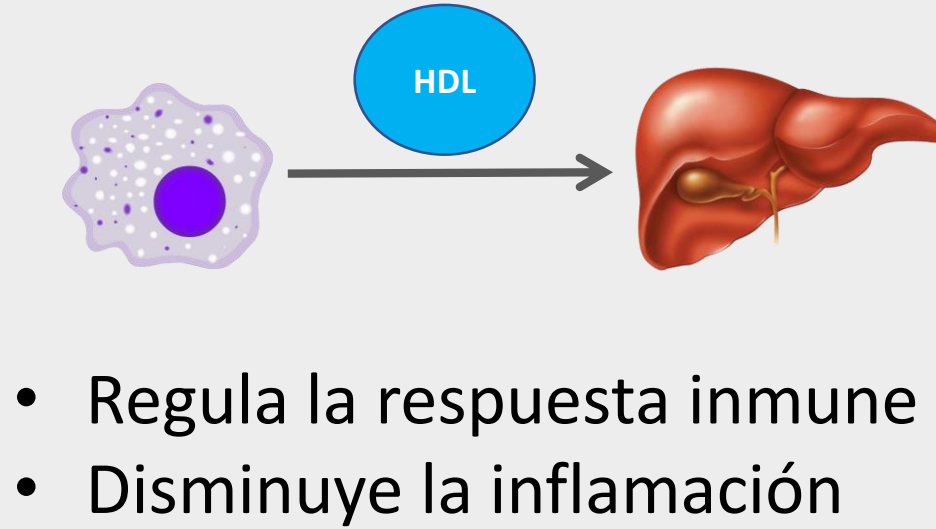 HDL
• Regula la respuesta inmune
• Disminuye la inflamación